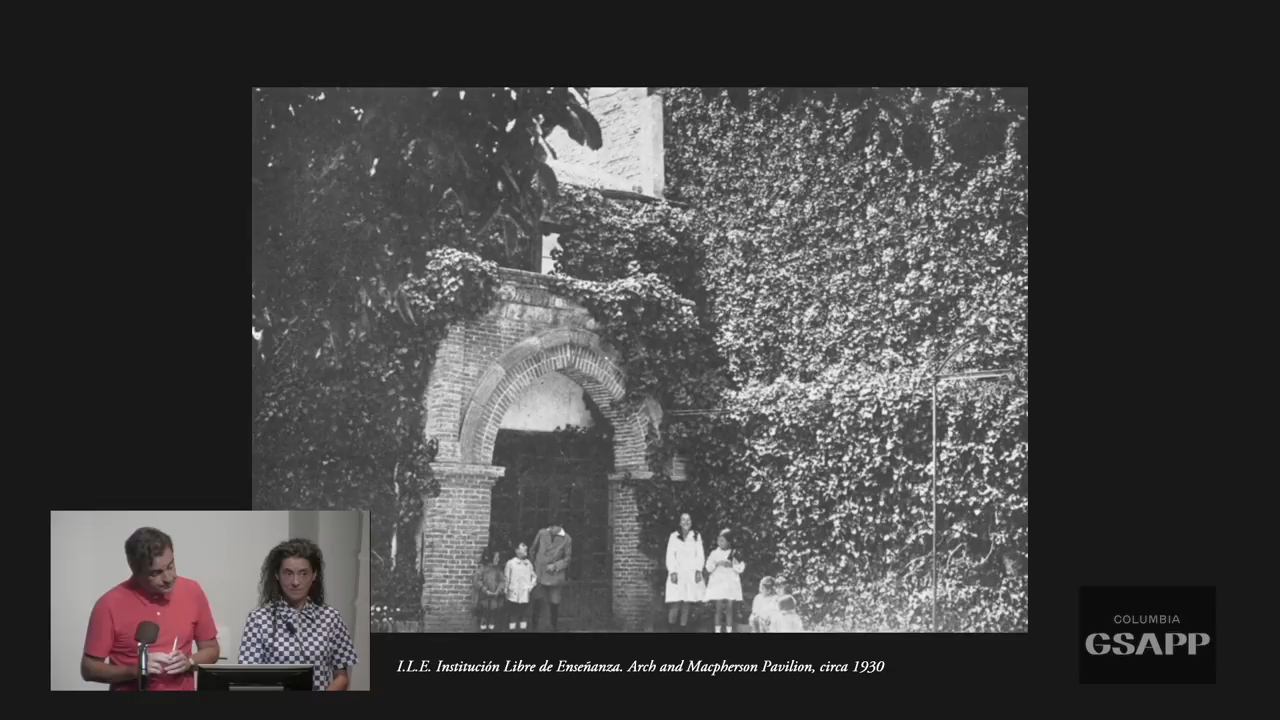 I.L.E. Institución Libre de Enseñanza. Arch and Macpherson Pavilion, circa 1930
COLUMBIA
GSAPP